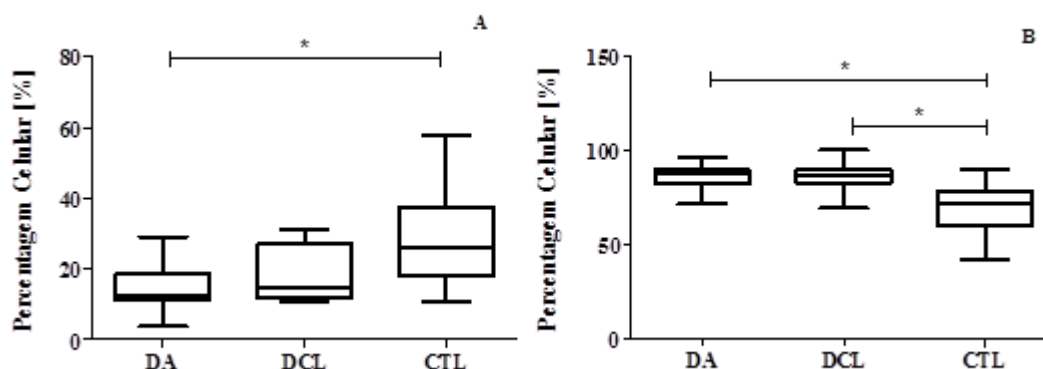 A
*
Percentagem Celular [%]
80
60
40
20
0
DA DCL CTL
B
*
*
Percentagem Celular [%]
150
100
50
0
DA DCL CTL